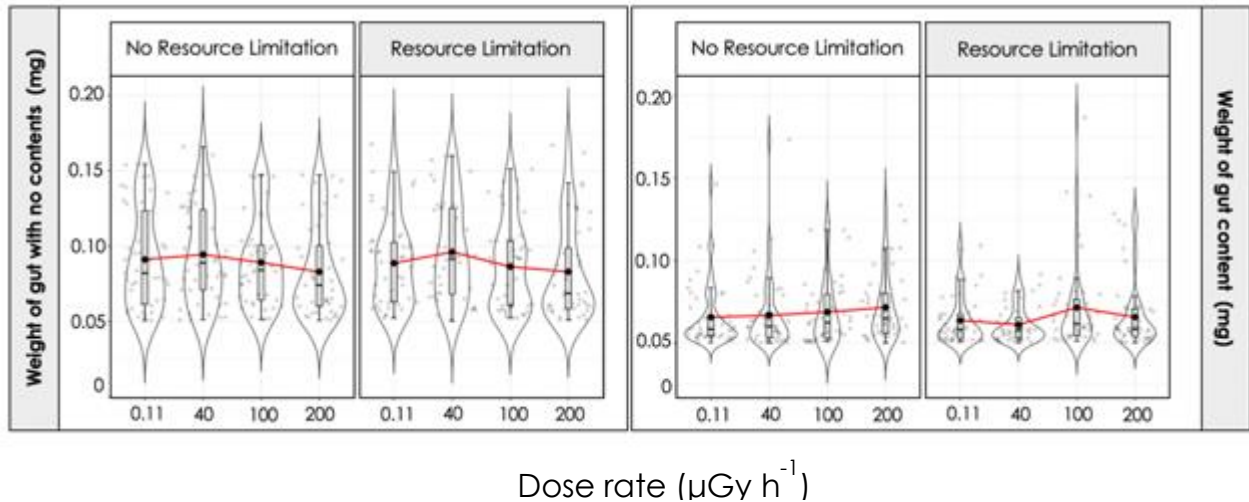 Weight of gut with no contents (mg)
No Resource Limitation
Resource Limitation
0.20
0.15
0.10
0.05
0
0.11 40 100 200
0.11 40 100 200
No Resource Limitation
Resource Limitation
0.20
0.15
0.10
0.05
0
0.11 40 100 200
0.11 40 100 200
Weight of gut content (mg)
Dose rate (µGy h⁻¹)